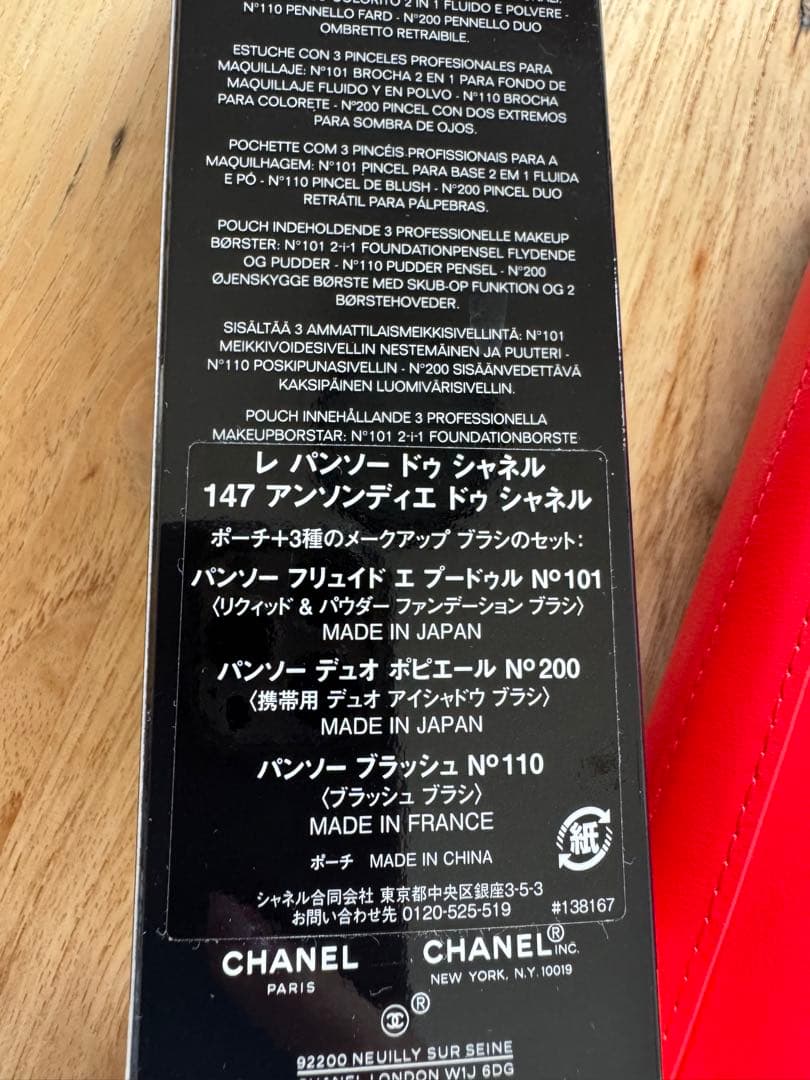 COLORITO 2 IN 1 FLUIDO E POLVERE -
N°110 PENNELLO FARD - N°200 PENNELLO DUO
OMBRETTO RETRAIBILE.
ESTUCHE CON 3 PINCELES PROFESIONALES PARA
MAQUILLAJE: N°101 BROCHA 2 EN 1 PARA FONDO DE
MAQUILLAJE FLUIDO Y EN POLVO - N°110 BROCHA
PARA COLORETE - N°200 PINCEL CON DOS EXTREMOS
PARA SOMBRA DE OJOS.
POCHETTE COM 3 PINCÉIS PROFISSIONAIS PARA A
MAQUILHAGEM: N°101 PINCEL PARA BASE 2 EM 1 FLUIDA
E PÓ - N°110 PINCEL DE BLUSH - N°200 PINCEL DUO
RETRÁTIL PARA PÁLPEBRAS.
POUCH INDEHOLDENDE 3 PROFESSIONELLE MAKEUP
BØRSTER: N°101 2-i-1 FOUNDATIONPENSEL FLYDENDE
OG PUDDER - N°110 PUDDER PENSEL - N°200
ØJENSKYGGE BØRSTE MED SKUB-OP FUNKTION OG 2
BØRSTEHOVEDER.
SISÄLTÄÄ 3 AMMATTILAISMEIKKISIVELLINTÄ: N°101
MEIKKIVOIDESIVELLIN NESTEMÄINEN JA PUUTERI -
N°110 POSKIPUNASIVELLIN - N°200 SISÄÄNVEDETTÄVÄ
KAKSIPÄINEN LUOMIVÄRISIVELLIN.
POUCH INNEHÅLLANDE 3 PROFESSIONELLA
MAKEUPBORSTAR: N°101 2-i-1 FOUNDATIONBORSTE
レ パンソー ドゥ シャネル
147 アンソンディエ ドゥ シャネル
ポーチ+3種のメークアップ ブラシのセット:
パンソー フリュイド エ プードゥル Nº101
〈リクィッド & パウダー ファンデーション ブラシ〉
MADE IN JAPAN
パンソー デュオ ポピエール Nº200
〈携帯用 デュオ アイシャドウ ブラシ〉
MADE IN JAPAN
パンソー ブラッシュ Nº110
〈ブラッシュ ブラシ〉
MADE IN FRANCE
紙
ポーチ MADE IN CHINA
シャネル合同会社 東京都中央区銀座3-5-3
お問い合わせ先 0120-525-519 #138167
CHANEL CHANEL® INC.
PARIS NEW YORK, N.Y. 10019
®
92200 NEUILLY SUR SEINE
CHANEL LONDON W1J 6DG